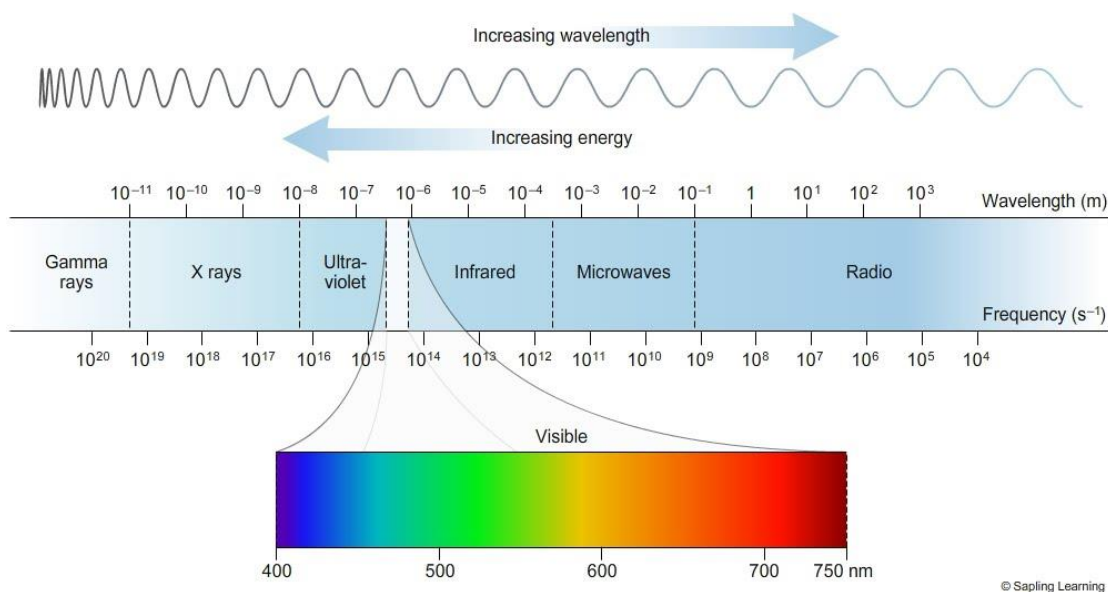 Increasing wavelength
Increasing energy
10⁻¹¹ 10⁻¹⁰ 10⁻⁹ 10⁻⁸ 10⁻⁷ 10⁻⁶ 10⁻⁵ 10⁻⁴ 10⁻³ 10⁻² 10⁻¹ 1 10¹ 10² 10³ Wavelength (m)
Gamma
rays
X rays
Ultra-
violet
Infrared
Microwaves
Radio
Frequency (s⁻¹)
10²⁰ 10¹⁹ 10¹⁸ 10¹⁷ 10¹⁶ 10¹⁵ 10¹⁴ 10¹³ 10¹² 10¹¹ 10¹⁰ 10⁹ 10⁸ 10⁷ 10⁶ 10⁵ 10⁴
Visible
400 500 600 700 750 nm
© Sapling Learning